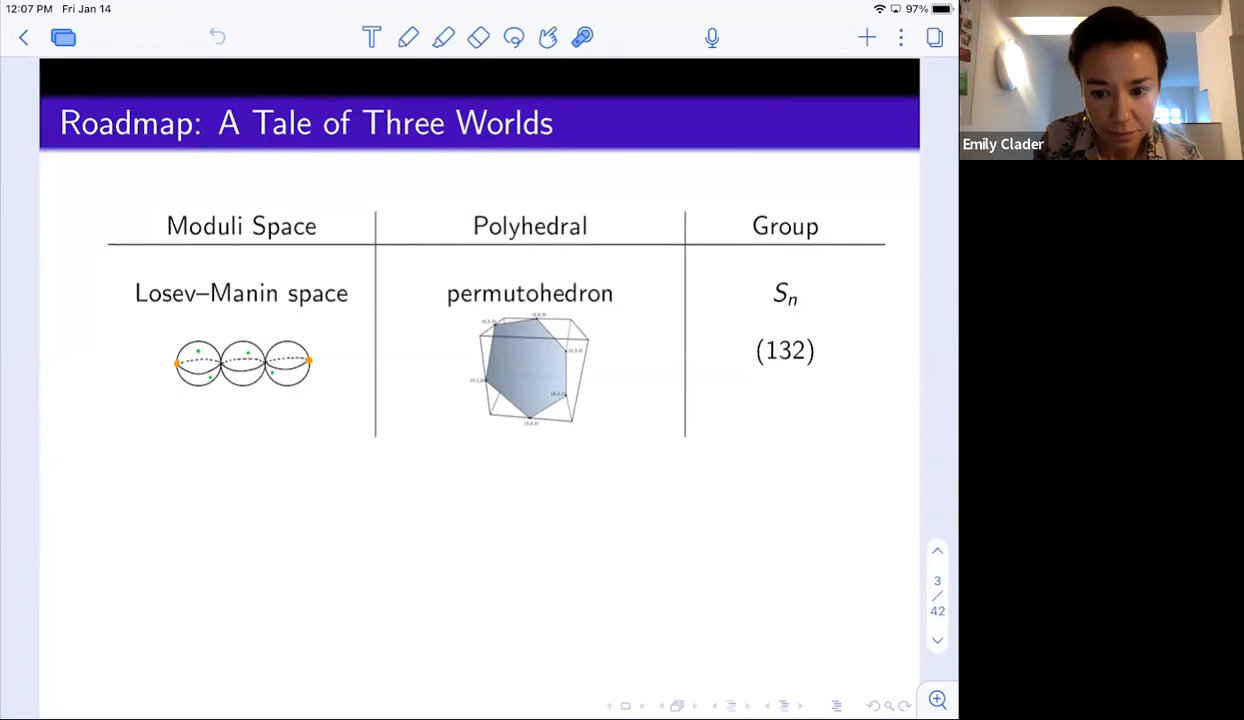 12:07 PM Fri Jan 14
97%
Emily Clader
Roadmap: A Tale of Three Worlds
Moduli Space Polyhedral Group
Losev–Manin space permutohedron Sₙ
(132)
3
/
42